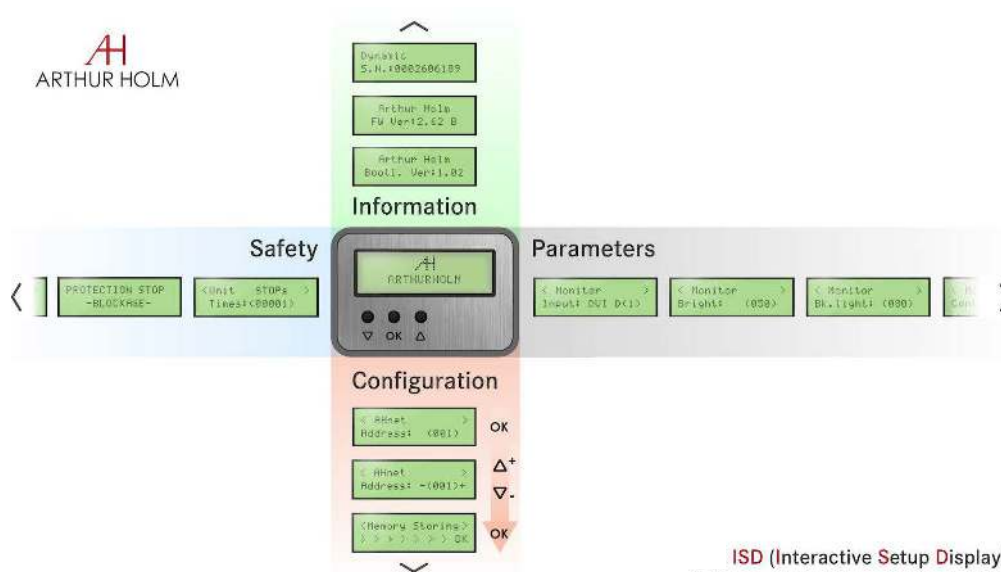 AH
ARTHUR HOLM
Dynamic
S.N.:0002606189
Arthur Holm
FW Ver:2.62 B
Arthur Holm
Bootl. Ver:1.02
Information
Safety
Parameters
PROTECTION STOP
-BLOCKAGE-
<Unit STOPs >
Times:(00001)
AH
ARTHURHOLM
▽ OK △
< Monitor >
Input: DVI D(1)
< Monitor >
Bright: (050)
< Monitor >
Bk.light: (090)
Configuration
< AHnet >
Address: (001)
OK
< AHnet >
Address: -(001)+
△+
▽-
<Memory Storing>
> > > > > > > OK
OK
ISD (Interactive Setup Display